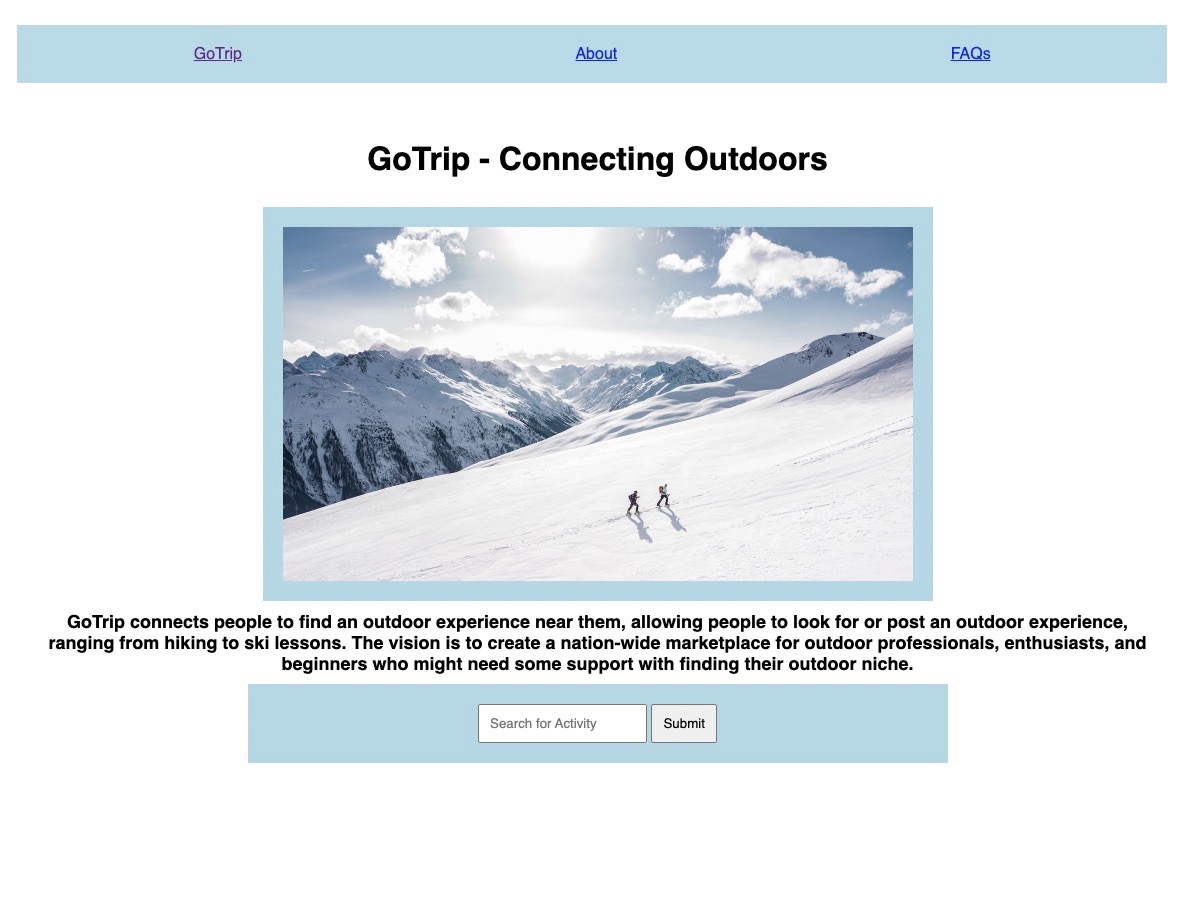 GoTrip
About
FAQs
GoTrip - Connecting Outdoors
GoTrip connects people to find an outdoor experience near them, allowing people to look for or post an outdoor experience,
ranging from hiking to ski lessons. The vision is to create a nation-wide marketplace for outdoor professionals, enthusiasts, and
beginners who might need some support with finding their outdoor niche.
Search for Activity
Submit